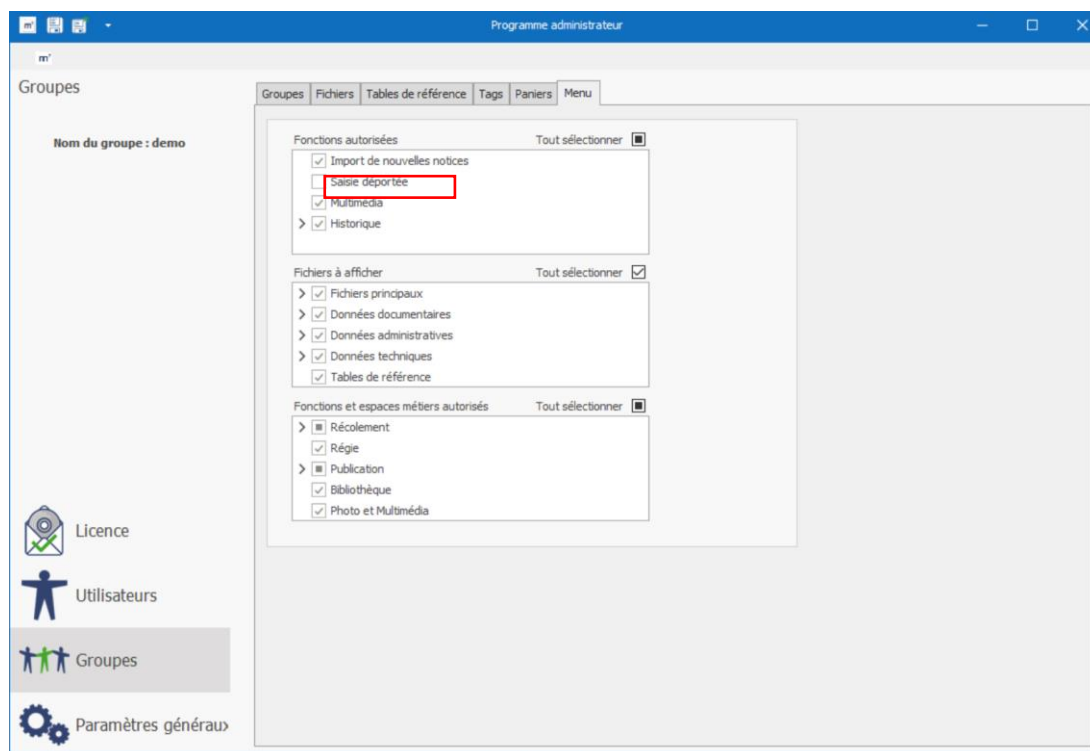 Programme administrateur
m'
Groupes
Groupes Fichiers Tables de référence Tags Paniers Menu
Nom du groupe : demo
Fonctions autorisées Tout sélectionner
Import de nouvelles notices
Saisie déportée
Multimédia
Historique
Fichiers à afficher Tout sélectionner
Fichiers principaux
Données documentaires
Données administratives
Données techniques
Tables de référence
Fonctions et espaces métiers autorisés Tout sélectionner
Récolement
Régie
Publication
Bibliothèque
Photo et Multimédia
Licence
Utilisateurs
Groupes
Paramètres généraux